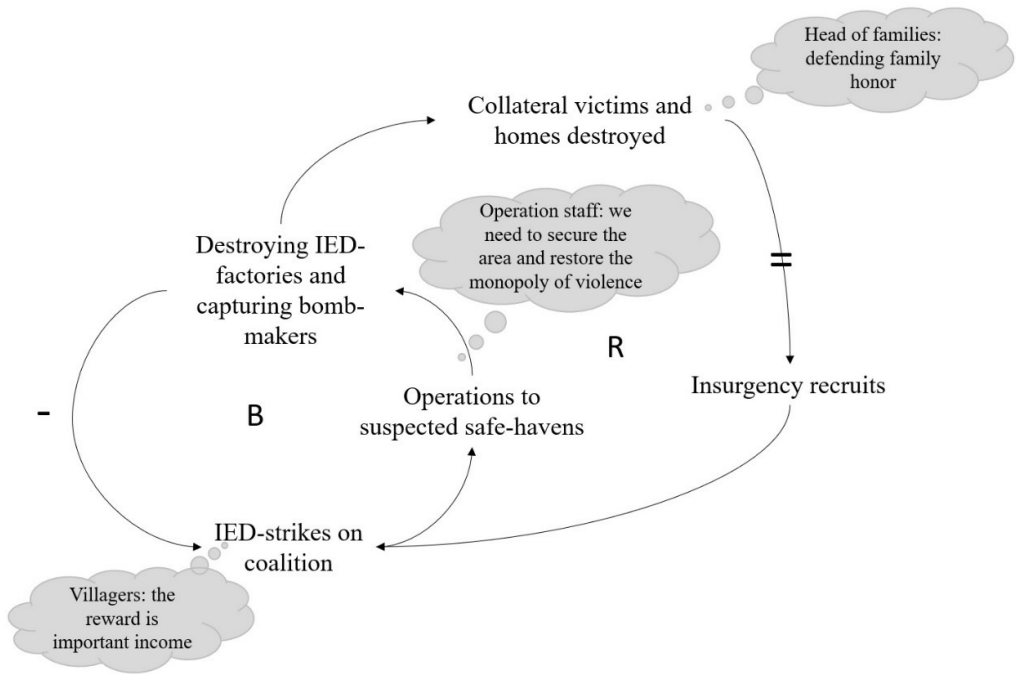 Head of families:
defending family
honor
Collateral victims and
homes destroyed
Operation staff: we
need to secure the
area and restore the
monopoly of violence
Destroying IED-
factories and
capturing bomb-
makers
=
R
Insurgency recruits
Operations to
suspected safe-havens
-
B
IED-strikes on
coalition
Villagers: the
reward is
important income